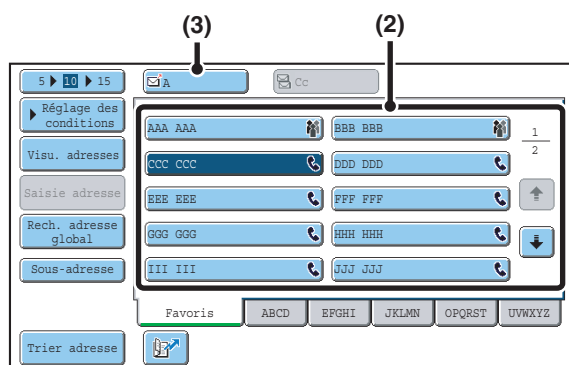 (3)
(2)
5 10 15
A
Cc
Réglage des
conditions
Visu. adresses
Saisie adresse
Rech. adresse
global
Sous-adresse
Trier adresse
AAA AAA
BBB BBB
CCC CCC
DDD DDD
EEE EEE
FFF FFF
GGG GGG
HHH HHH
III III
JJJ JJJ
1
2
Favoris
ABCD
EFGHI
JKLMN
OPQRST
UVWXYZ